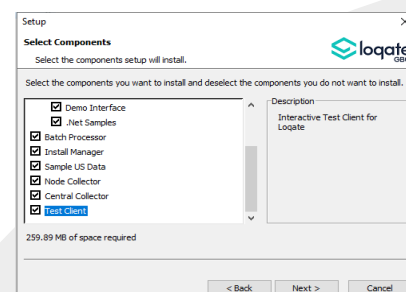 Setup
Select Components
Select the components setup will install.
loqate
GBG
Select the components you want to install and deselect the components you do not want to install.
Demo Interface
.Net Samples
Batch Processor
Install Manager
Sample US Data
Node Collector
Central Collector
Test Client
Description
Interactive Test Client for
Loqate
259.89 MB of space required
< Back
Next >
Cancel